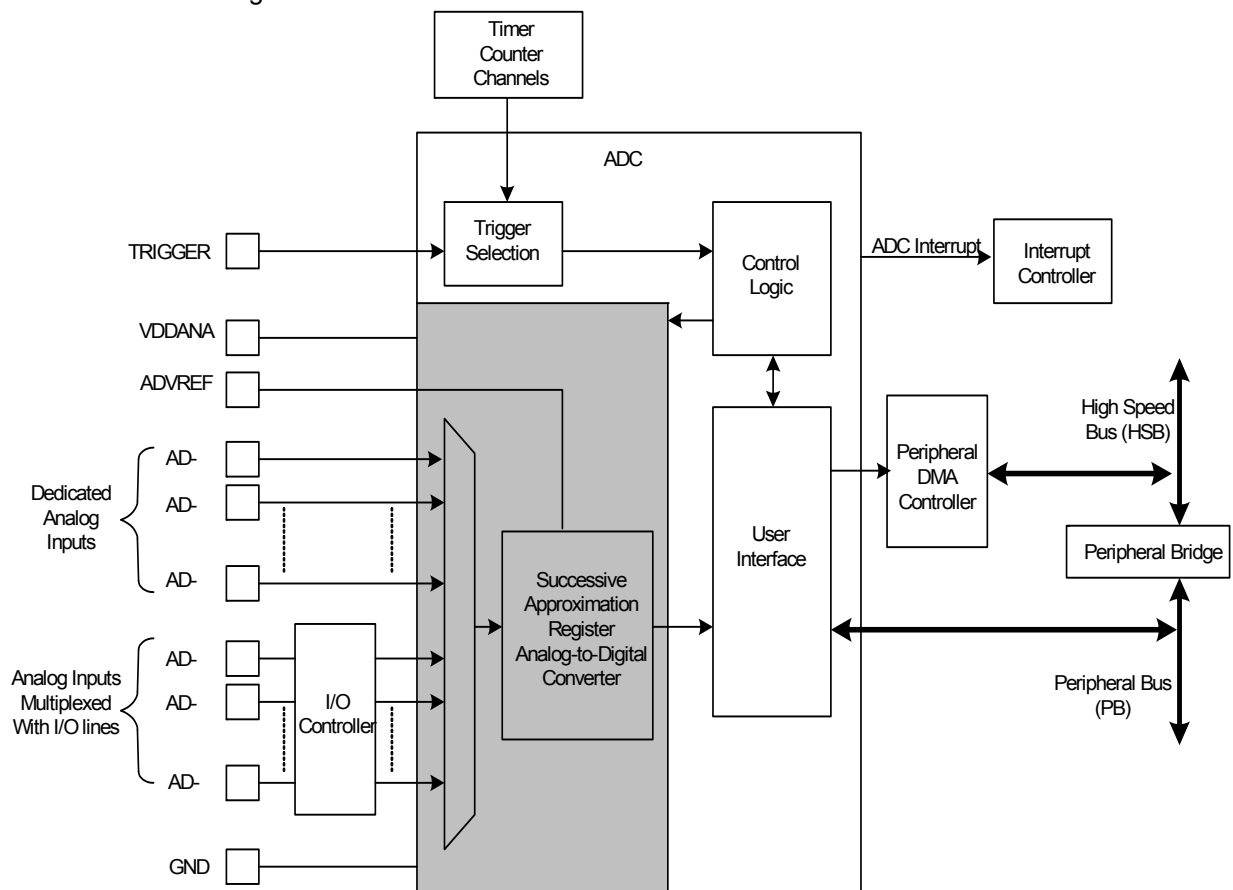 Timer
Counter
Channels
ADC
TRIGGER
Trigger
Selection
Control
Logic
ADC Interrupt
Interrupt
Controller
VDDANA
ADVREF
Dedicated
Analog
Inputs
AD-
AD-
AD-
Analog Inputs
Multiplexed
With I/O lines
AD-
AD-
AD-
I/O
Controller
Successive
Approximation
Register
Analog-to-Digital
Converter
User
Interface
Peripheral
DMA
Controller
High Speed
Bus (HSB)
Peripheral Bridge
Peripheral Bus
(PB)
GND